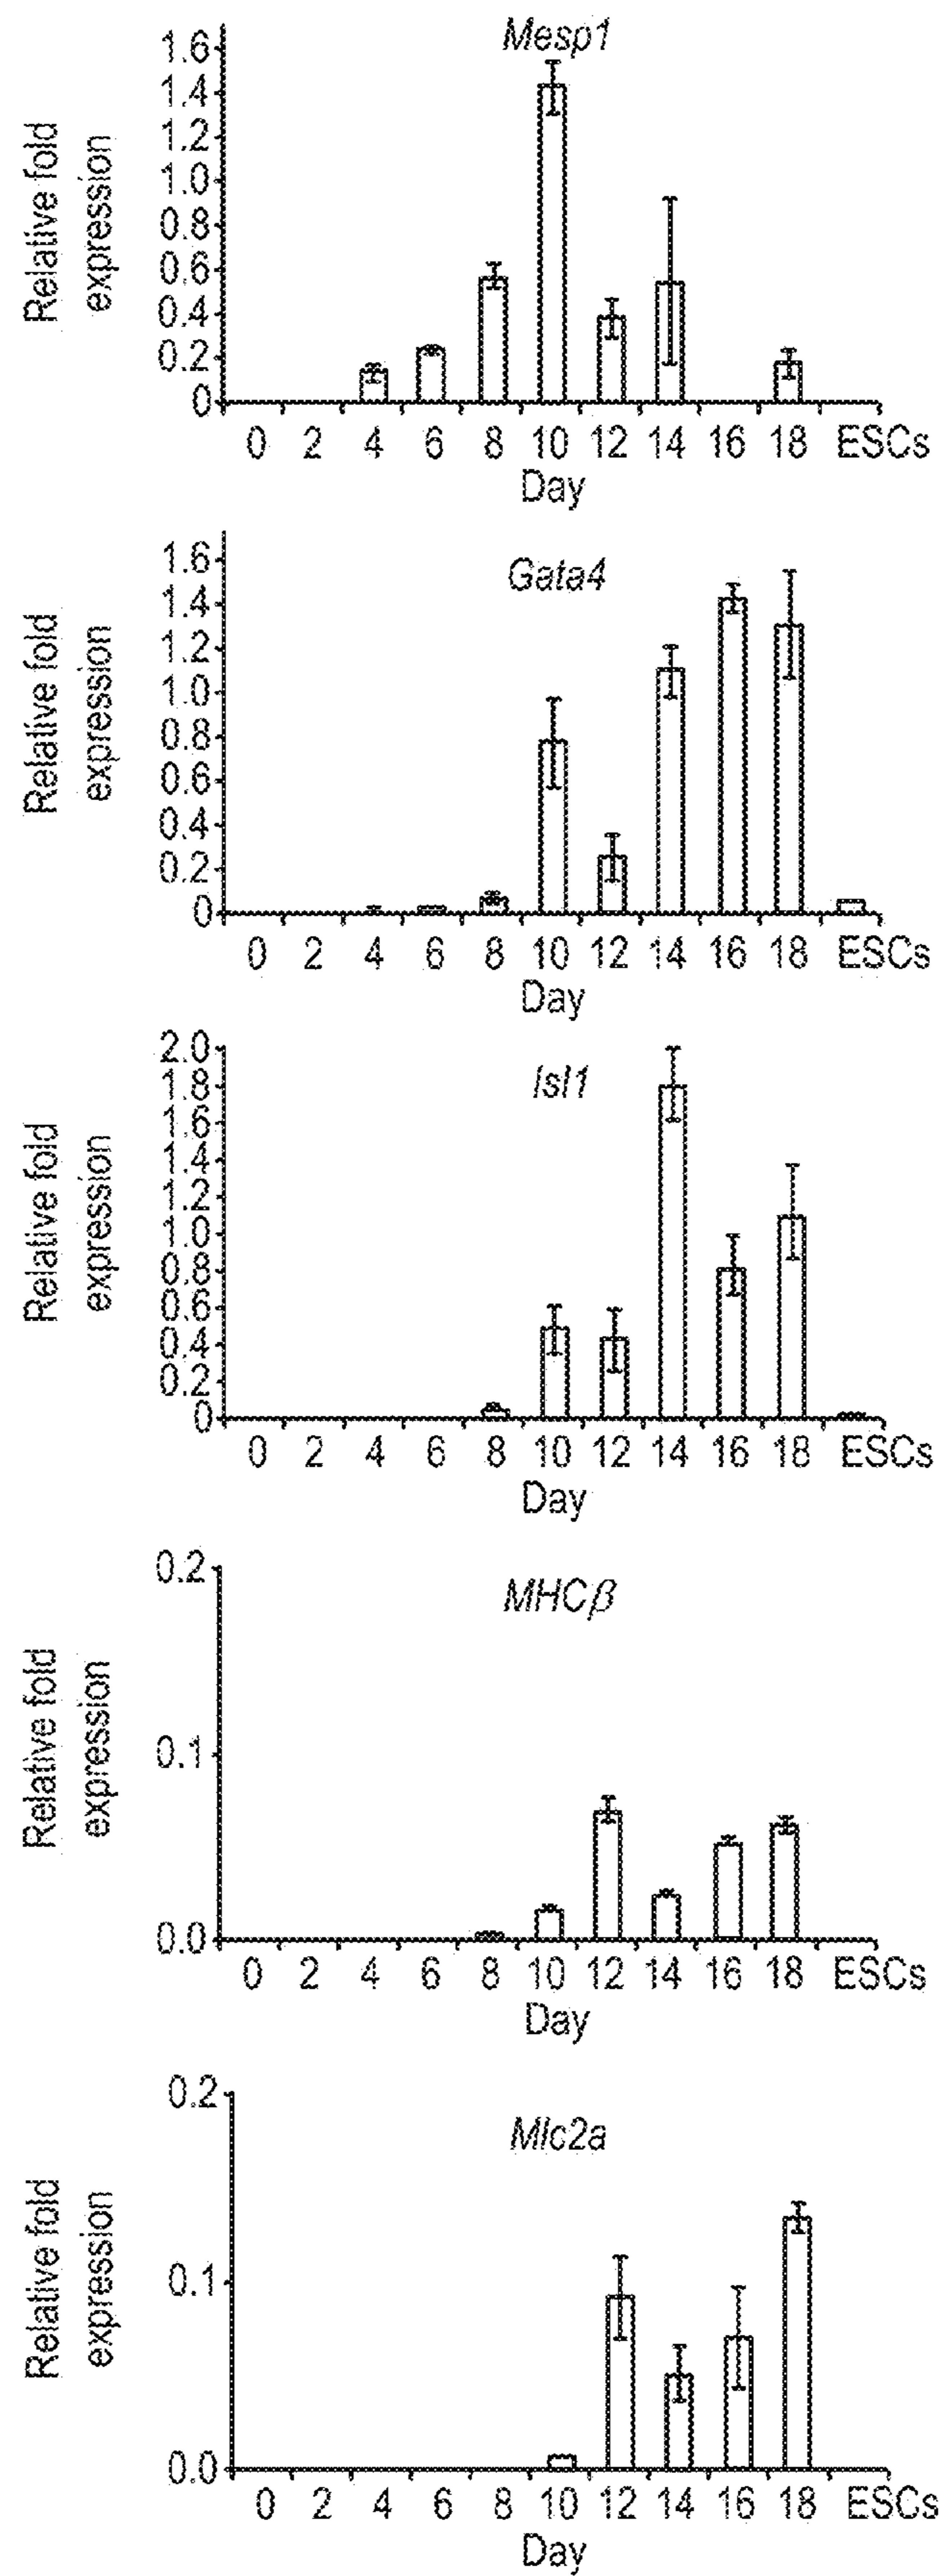 Mesp1
Relative fold
expression
1.6
1.4
1.2
1.0
0.8
0.6
0.4
0.2
0
0 2 4 6 8 10 12 14 16 18 ESCs
Day
Gata4
Relative fold
expression
1.6
1.4
1.2
1.0
0.8
0.6
0.4
0.2
0
0 2 4 6 8 10 12 14 16 18 ESCs
Day
Isl1
Relative fold
expression
2.0
1.8
1.6
1.4
1.2
1.0
0.8
0.6
0.4
0.2
0
0 2 4 6 8 10 12 14 16 18 ESCs
Day
MHCβ
Relative fold
expression
0.2
0.1
0.0
0 2 4 6 8 10 12 14 16 18 ESCs
Day
Mlc2a
Relative fold
expression
0.2
0.1
0.0
0 2 4 6 8 10 12 14 16 18 ESCs
Day